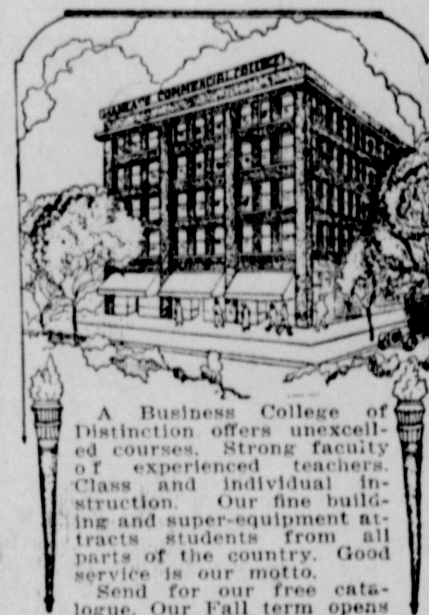 COMMERCIAL COLLEGE
A Business College of
Distinction offers unexcell-
ed courses. Strong faculty
of experienced teachers.
Class and individual in-
struction. Our fine build-
ing and super-equipment at-
tracts students from all
parts of the country. Good
service is our motto.
Send for our free cata-
logue. Our Fall term opens